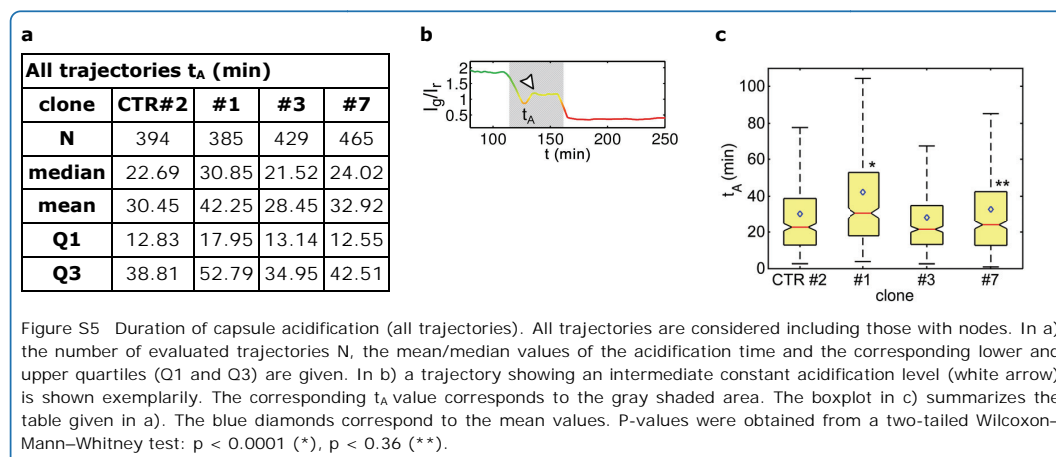 a
All trajectories tA (min)
clone CTR#2 #1 #3 #7
N 394 385 429 465
median 22.69 30.85 21.52 24.02
mean 30.45 42.25 28.45 32.92
Q1 12.83 17.95 13.14 12.55
Q3 38.81 52.79 34.95 42.51
b
Ig/Ir
2
1.5
1
0.5
tA
100 150 200 250
t (min)
c
tA (min)
100
80
60
40
20
0
*
**
CTR #2 #1 #3 #7
clone
Figure S5 Duration of capsule acidification (all trajectories). All trajectories are considered including those with nodes. In a)
the number of evaluated trajectories N, the mean/median values of the acidification time and the corresponding lower and
upper quartiles (Q1 and Q3) are given. In b) a trajectory showing an intermediate constant acidification level (white arrow)
is shown exemplarily. The corresponding tA value corresponds to the gray shaded area. The boxplot in c) summarizes the
table given in a). The blue diamonds correspond to the mean values. P-values were obtained from a two-tailed Wilcoxon–
Mann–Whitney test: p < 0.0001 (*), p < 0.36 (**).